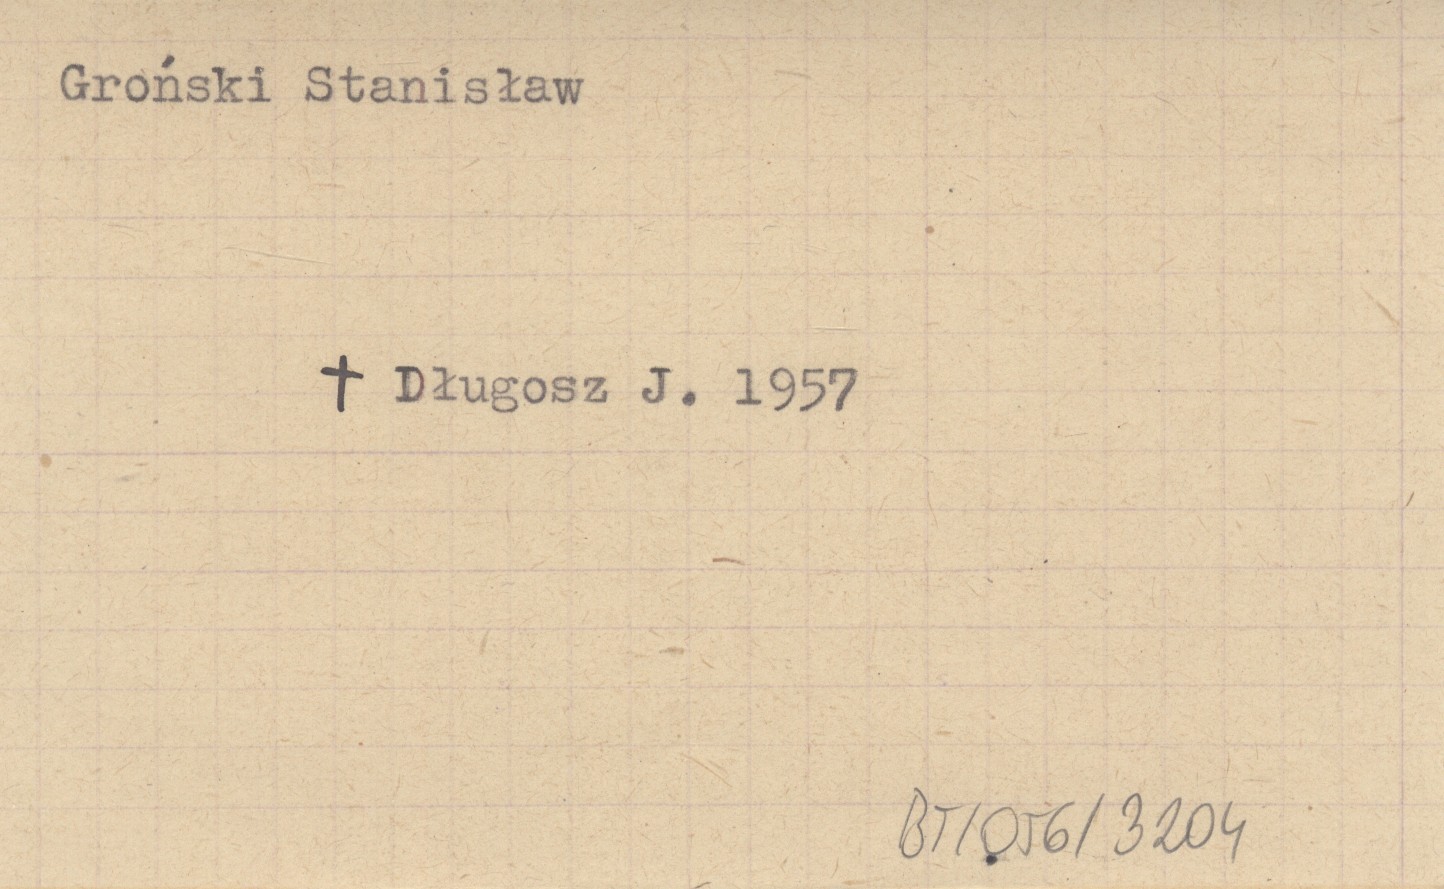 Groński Stanisław
† Długosz J. 1957
BT/056/3204